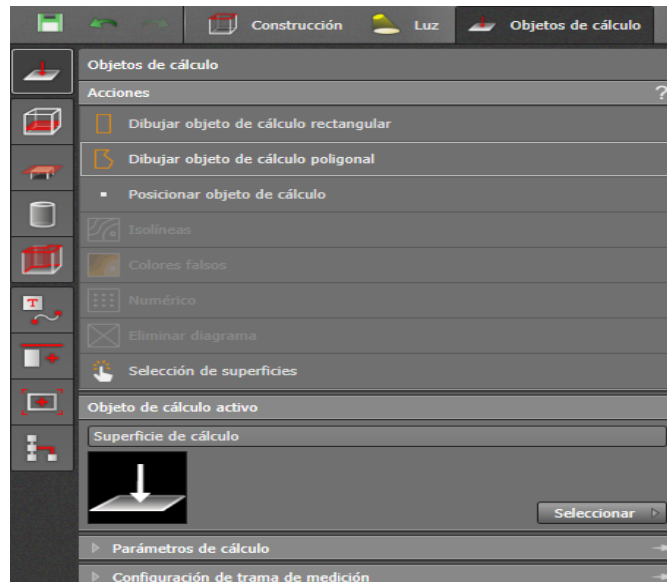 Construcción
Luz
Objetos de cálculo
Objetos de cálculo
Acciones
?
Dibujar objeto de cálculo rectangular
Dibujar objeto de cálculo poligonal
Posicionar objeto de cálculo
Isolíneas
Colores falsos
Numérico
Eliminar diagrama
Selección de superficies
Objeto de cálculo activo
Superficie de cálculo
T
Seleccionar
Parámetros de cálculo
Configuración de trama de medición